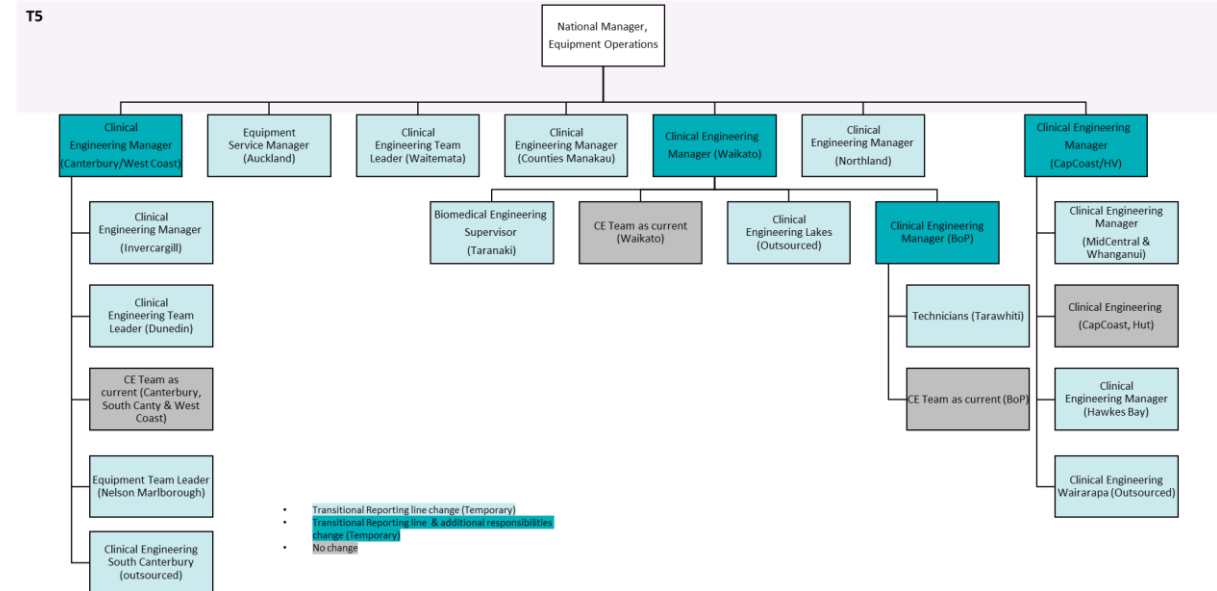 T5
National Manager,
Equipment Operations
Clinical
Engineering Manager
(Canterbury/West Coast)
Equipment
Service Manager
(Auckland)
Clinical
Engineering Team
Leader (Waitemata)
Clinical
Engineering Manager
(Counties Manakau)
Clinical Engineering
Manager (Waikato)
Clinical
Engineering Manager
(Northland)
Clinical Engineering
Manager
(CapCoast/HV)
Clinical
Engineering Manager
(Invercargill)
Clinical
Engineering Team
Leader (Dunedin)
CE Team as
current (Canterbury,
South Canty & West
Coast)
Equipment Team Leader
(Nelson Marlborough)
Clinical Engineering
South Canterbury
(outsourced)
Biomedical Engineering
Supervisor
(Taranaki)
CE Team as current
(Waikato)
Clinical
Engineering Lakes
(Outsourced)
Clinical Engineering
Manager (BoP)
Technicians (Tarawhiti)
CE Team as current (BoP)
Clinical Engineering
Manager
(MidCentral &
Whanganui)
Clinical Engineering
(CapCoast, Hut)
Clinical
Engineering Manager
(Hawkes Bay)
Clinical Engineering
Wairarapa (Outsourced)
• Transitional Reporting line change (Temporary)
• Transitional Reporting line & additional responsibilities
change (Temporary)
• No change